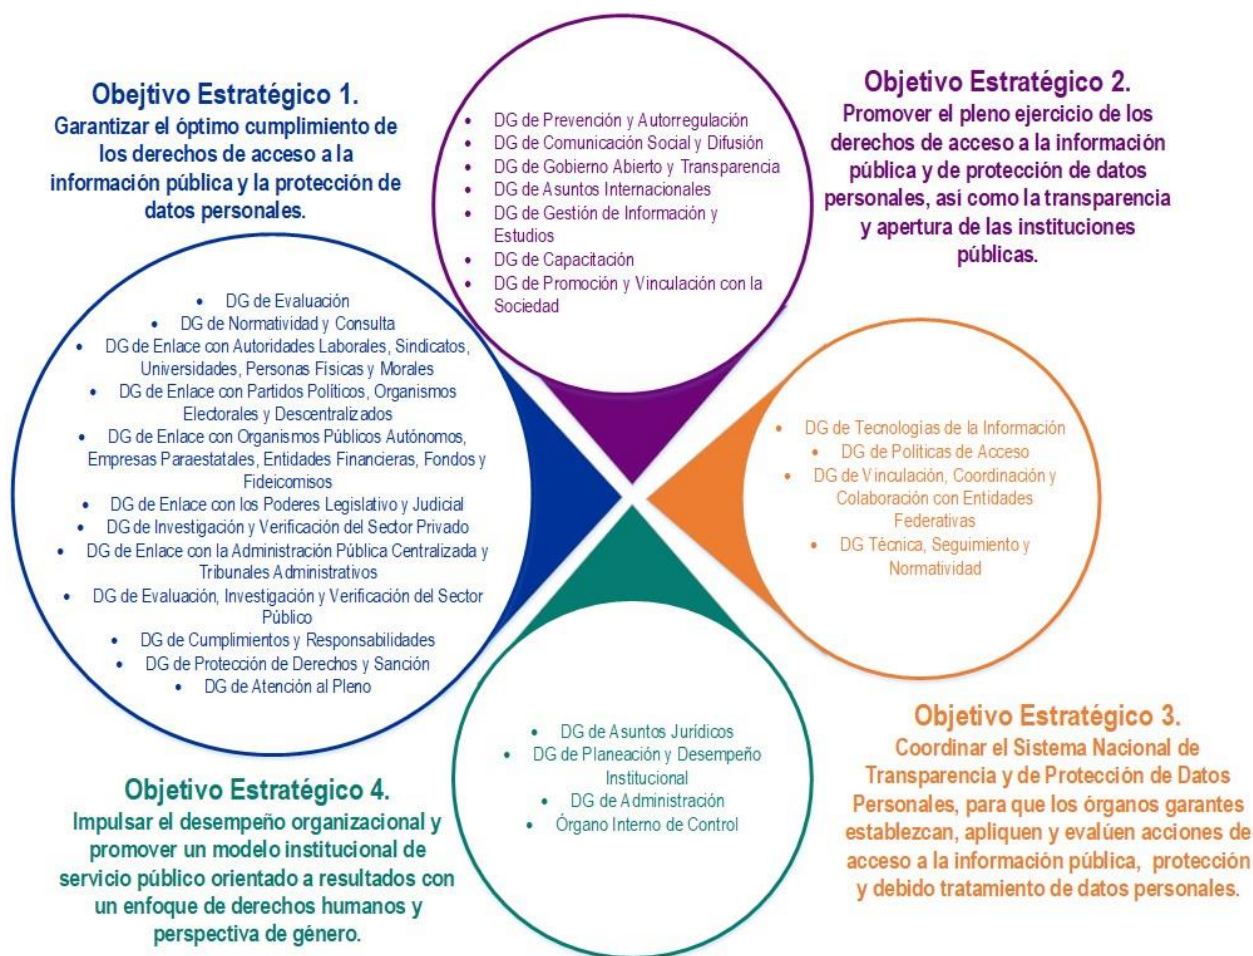 Obejtivo Estratégico 1.
Garantizar el óptimo cumplimiento de
los derechos de acceso a la
información pública y la protección de
datos personales.
• DG de Prevención y Autorregulación
• DG de Comunicación Social y Difusión
• DG de Gobierno Abierto y Transparencia
• DG de Asuntos Internacionales
• DG de Gestión de Información y
Estudios
• DG de Capacitación
• DG de Promoción y Vinculación con la
Sociedad
Objetivo Estratégico 2.
Promover el pleno ejercicio de los
derechos de acceso a la información
pública y de protección de datos
personales, así como la transparencia
y apertura de las instituciones
públicas.
• DG de Evaluación
• DG de Normatividad y Consulta
• DG de Enlace con Autoridades Laborales, Sindicatos,
Universidades, Personas Físicas y Morales
• DG de Enlace con Partidos Políticos, Organismos
Electorales y Descentralizados
• DG de Enlace con Organismos Públicos Autónomos,
Empresas Paraestatales, Entidades Financieras, Fondos y
Fideicomisos
• DG de Enlace con los Poderes Legislativo y Judicial
• DG de Investigación y Verificación del Sector Privado
• DG de Enlace con la Administración Pública Centralizada y
Tribunales Administrativos
• DG de Evaluación, Investigación y Verificación del Sector
Público
• DG de Cumplimientos y Responsabilidades
• DG de Protección de Derechos y Sanción
• DG de Atención al Pleno
• DG de Tecnologías de la Información
• DG de Políticas de Acceso
• DG de Vinculación, Coordinación y
Colaboración con Entidades
Federativas
• DG Técnica, Seguimiento y
Normatividad
Objetivo Estratégico 4.
Impulsar el desempeño organizacional y
promover un modelo institucional de
servicio público orientado a resultados con
un enfoque de derechos humanos y
perspectiva de género.
• DG de Asuntos Jurídicos
• DG de Planeación y Desempeño
Institucional
• DG de Administración
• Órgano Interno de Control
Objetivo Estratégico 3.
Coordinar el Sistema Nacional de
Transparencia y de Protección de Datos
Personales, para que los órganos garantes
establezcan, apliquen y evalúen acciones de
acceso a la información pública, protección
y debido tratamiento de datos personales.